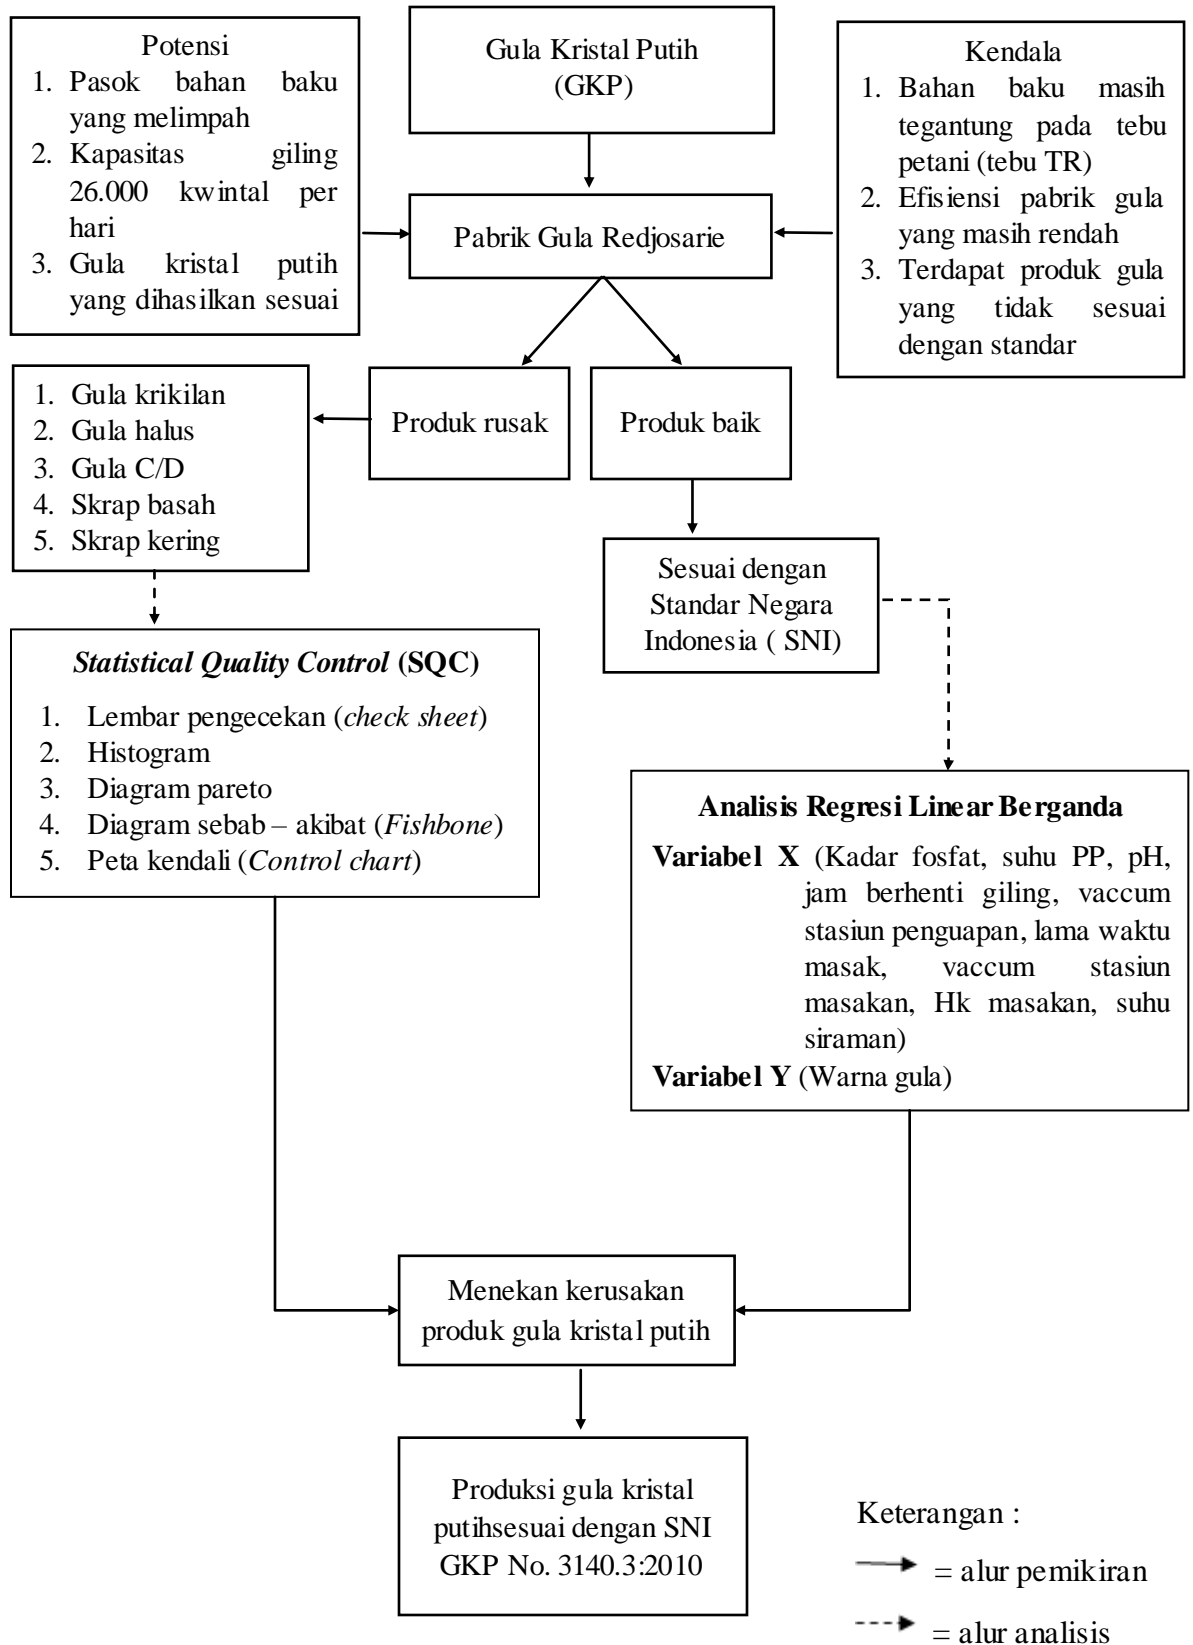 Potensi
1. Pasok bahan baku
yang melimpah
2. Kapasitas giling
26.000 kwintal per
hari
3. Gula kristal putih
yang dihasilkan sesuai
Gula Kristal Putih
(GKP)
Kendala
1. Bahan baku masih
tegantung pada tebu
petani (tebu TR)
2. Efisiensi pabrik gula
yang masih rendah
3. Terdapat produk gula
yang tidak sesuai
dengan standar
Pabrik Gula Redjosarie
1. Gula krikilan
2. Gula halus
3. Gula C/D
4. Skrap basah
5. Skrap kering
Produk rusak
Produk baik
Sesuai dengan
Standar Negara
Indonesia ( SNI)
Statistical Quality Control (SQC)
1. Lembar pengecekan (check sheet)
2. Histogram
3. Diagram pareto
4. Diagram sebab – akibat (Fishbone)
5. Peta kendali (Control chart)
Analisis Regresi Linear Berganda
Variabel X (Kadar fosfat, suhu PP, pH,
jam berhenti giling, vaccum
stasiun penguapan, lama waktu
masak, vaccum stasiun
masakan, Hk masakan, suhu
siraman)
Variabel Y (Warna gula)
Menekan kerusakan
produk gula kristal putih
Produksi gula kristal
putihsesuai dengan SNI
GKP No. 3140.3:2010
Keterangan :
= alur pemikiran
= alur analisis